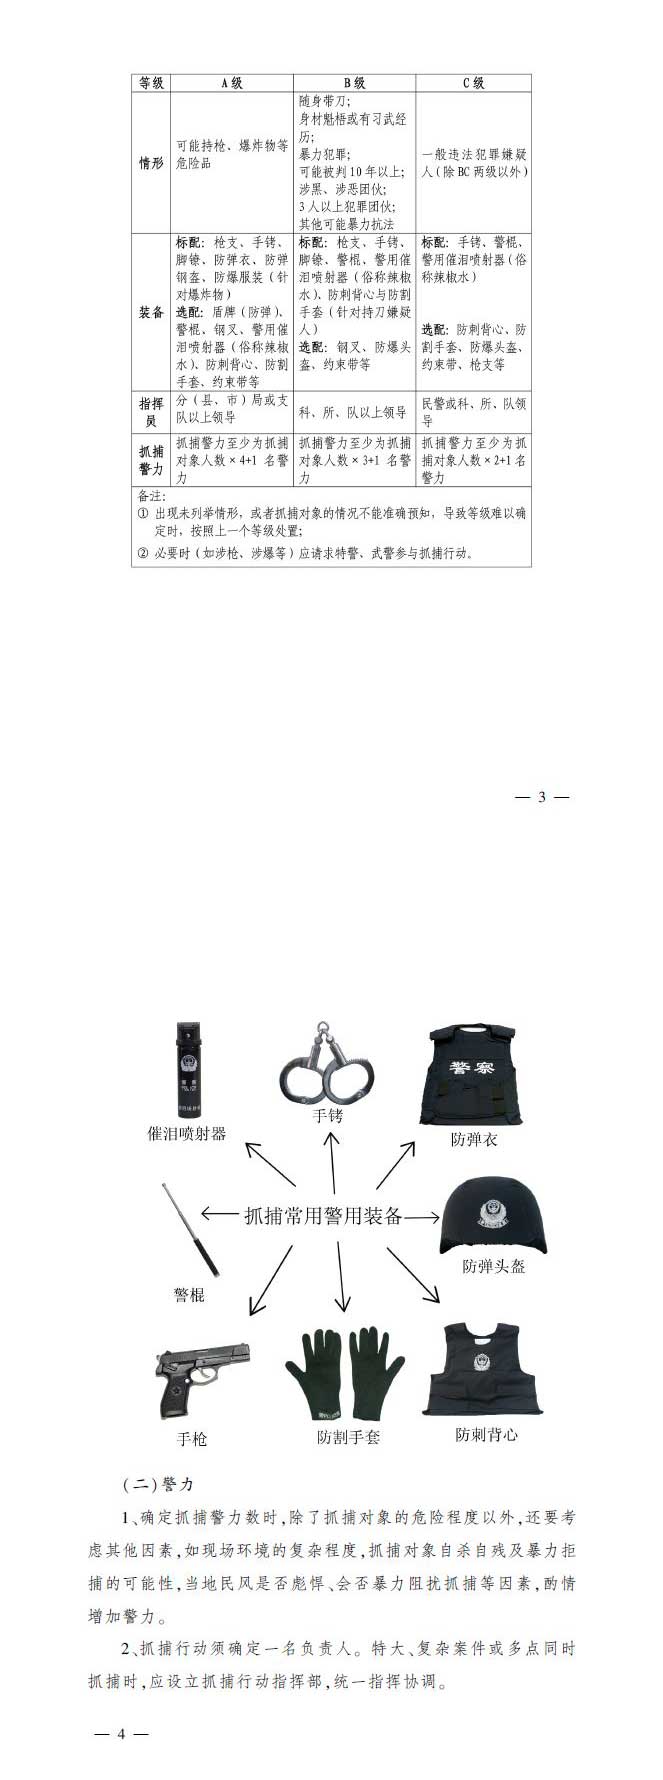 等级 A 级 B 级 C 级
情形
可能持枪、爆炸物等
危险品
随身带刀；
身材魁梧或有习武经
历；
暴力犯罪；
可能被判 10 年以上；
涉黑、涉恶团伙；
3 人以上犯罪团伙；
其他可能暴力抗法
一般违法犯罪嫌疑
人（除BC两级以外）
装备
标配：枪支、手铐、
脚镣、防弹衣、防弹
钢盔、防爆服装（针
对爆炸物）
选配：盾牌（防弹）、
警棍、钢叉、警用催
泪喷射器（俗称辣椒
水）、防刺背心、防割
手套、约束带等
标配：枪支、手铐、
脚镣、警棍、警用催
泪喷射器（俗称辣椒
水）、防刺背心与防割
手套（针对持刀嫌疑
人）
选配：钢叉、防爆头
盔、约束带等
标配：手铐、警棍、
警用催泪喷射器（俗
称辣椒水）
选配：防刺背心、防
割手套、防爆头盔、
约束带、枪支等
指挥
员
分（县、市）局或支
队以上领导
科、所、队以上领导
民警或科、所、队领
导
抓捕
警力
抓捕警力至少为抓捕
对象人数×4+1 名警
力
抓捕警力至少为抓捕
对象人数×3+1 名警
力
抓捕警力至少为抓
捕对象人数×2+1名
警力
备注：
① 出现未列举情形，或者抓捕对象的情况不能准确预知，导致等级难以确
定时，按照上一个等级处置；
② 必要时（如涉枪、涉爆等）应请求特警、武警参与抓捕行动。
— 3 —
警察
POLICE
催泪喷射器
手铐
警察
防弹衣
抓捕常用警用装备
警棍
防弹头盔
手枪
防割手套
防刺背心
（二）警力
1、确定抓捕警力数时，除了抓捕对象的危险程度以外，还要考
虑其他因素，如现场环境的复杂程度，抓捕对象自杀自残及暴力拒
捕的可能性，当地民风是否彪悍、会否暴力阻扰抓捕等因素，酌情
增加警力。
2、抓捕行动须确定一名负责人。特大、复杂案件或多点同时
抓捕时，应设立抓捕行动指挥部，统一指挥协调。
— 4 —